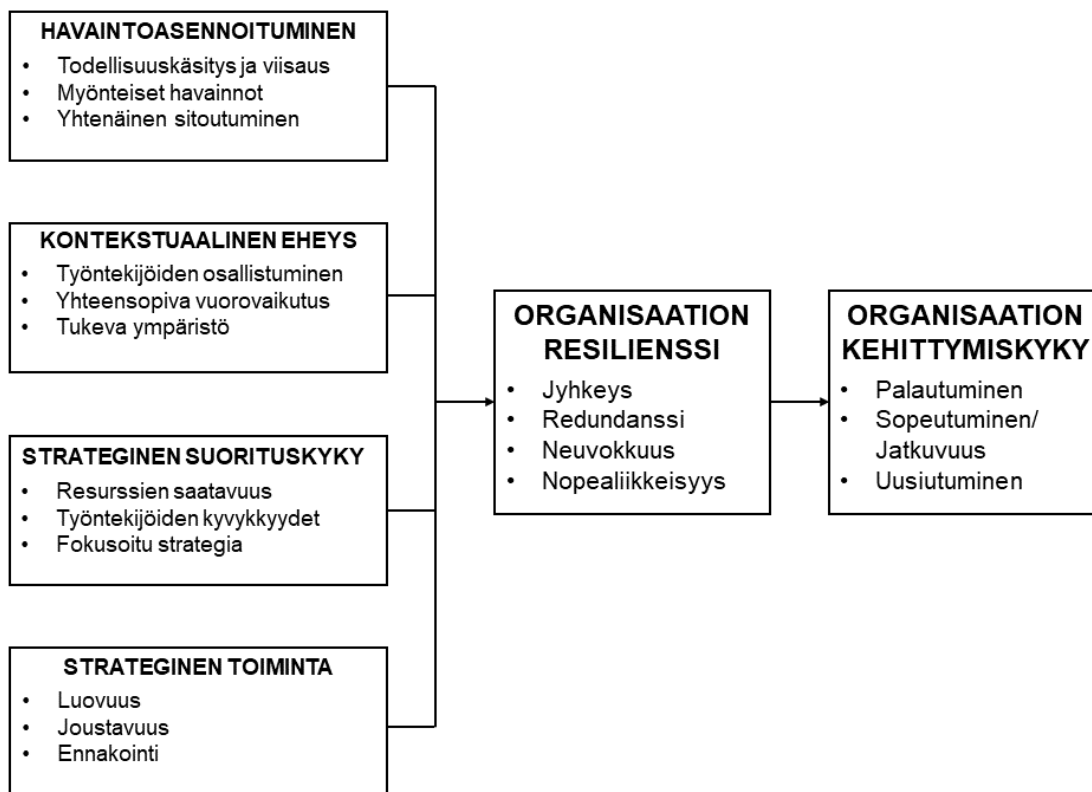 HAVAINTOASENNOITUMINEN
• Todellisuuskäsitys ja viisaus
• Myönteiset havainnot
• Yhtenäinen sitoutuminen
KONTEKSTUAALINEN EHEYS
• Työntekijöiden osallistuminen
• Yhteensopiva vuorovaikutus
• Tukeva ympäristö
STRATEGINEN SUORITUSKYKY
• Resurssien saatavuus
• Työntekijöiden kyvykkyydet
• Fokusoitu strategia
STRATEGINEN TOIMINTA
• Luovuus
• Joustavuus
• Ennakointi
ORGANISAATION
RESILIENSSI
• Jyhkeys
• Redundanssi
• Neuvokkuus
• Nopealiikkeisyys
ORGANISAATION
KEHITTYMISKYKY
• Palautuminen
• Sopeutuminen/
Jatkuvuus
• Uusiutuminen